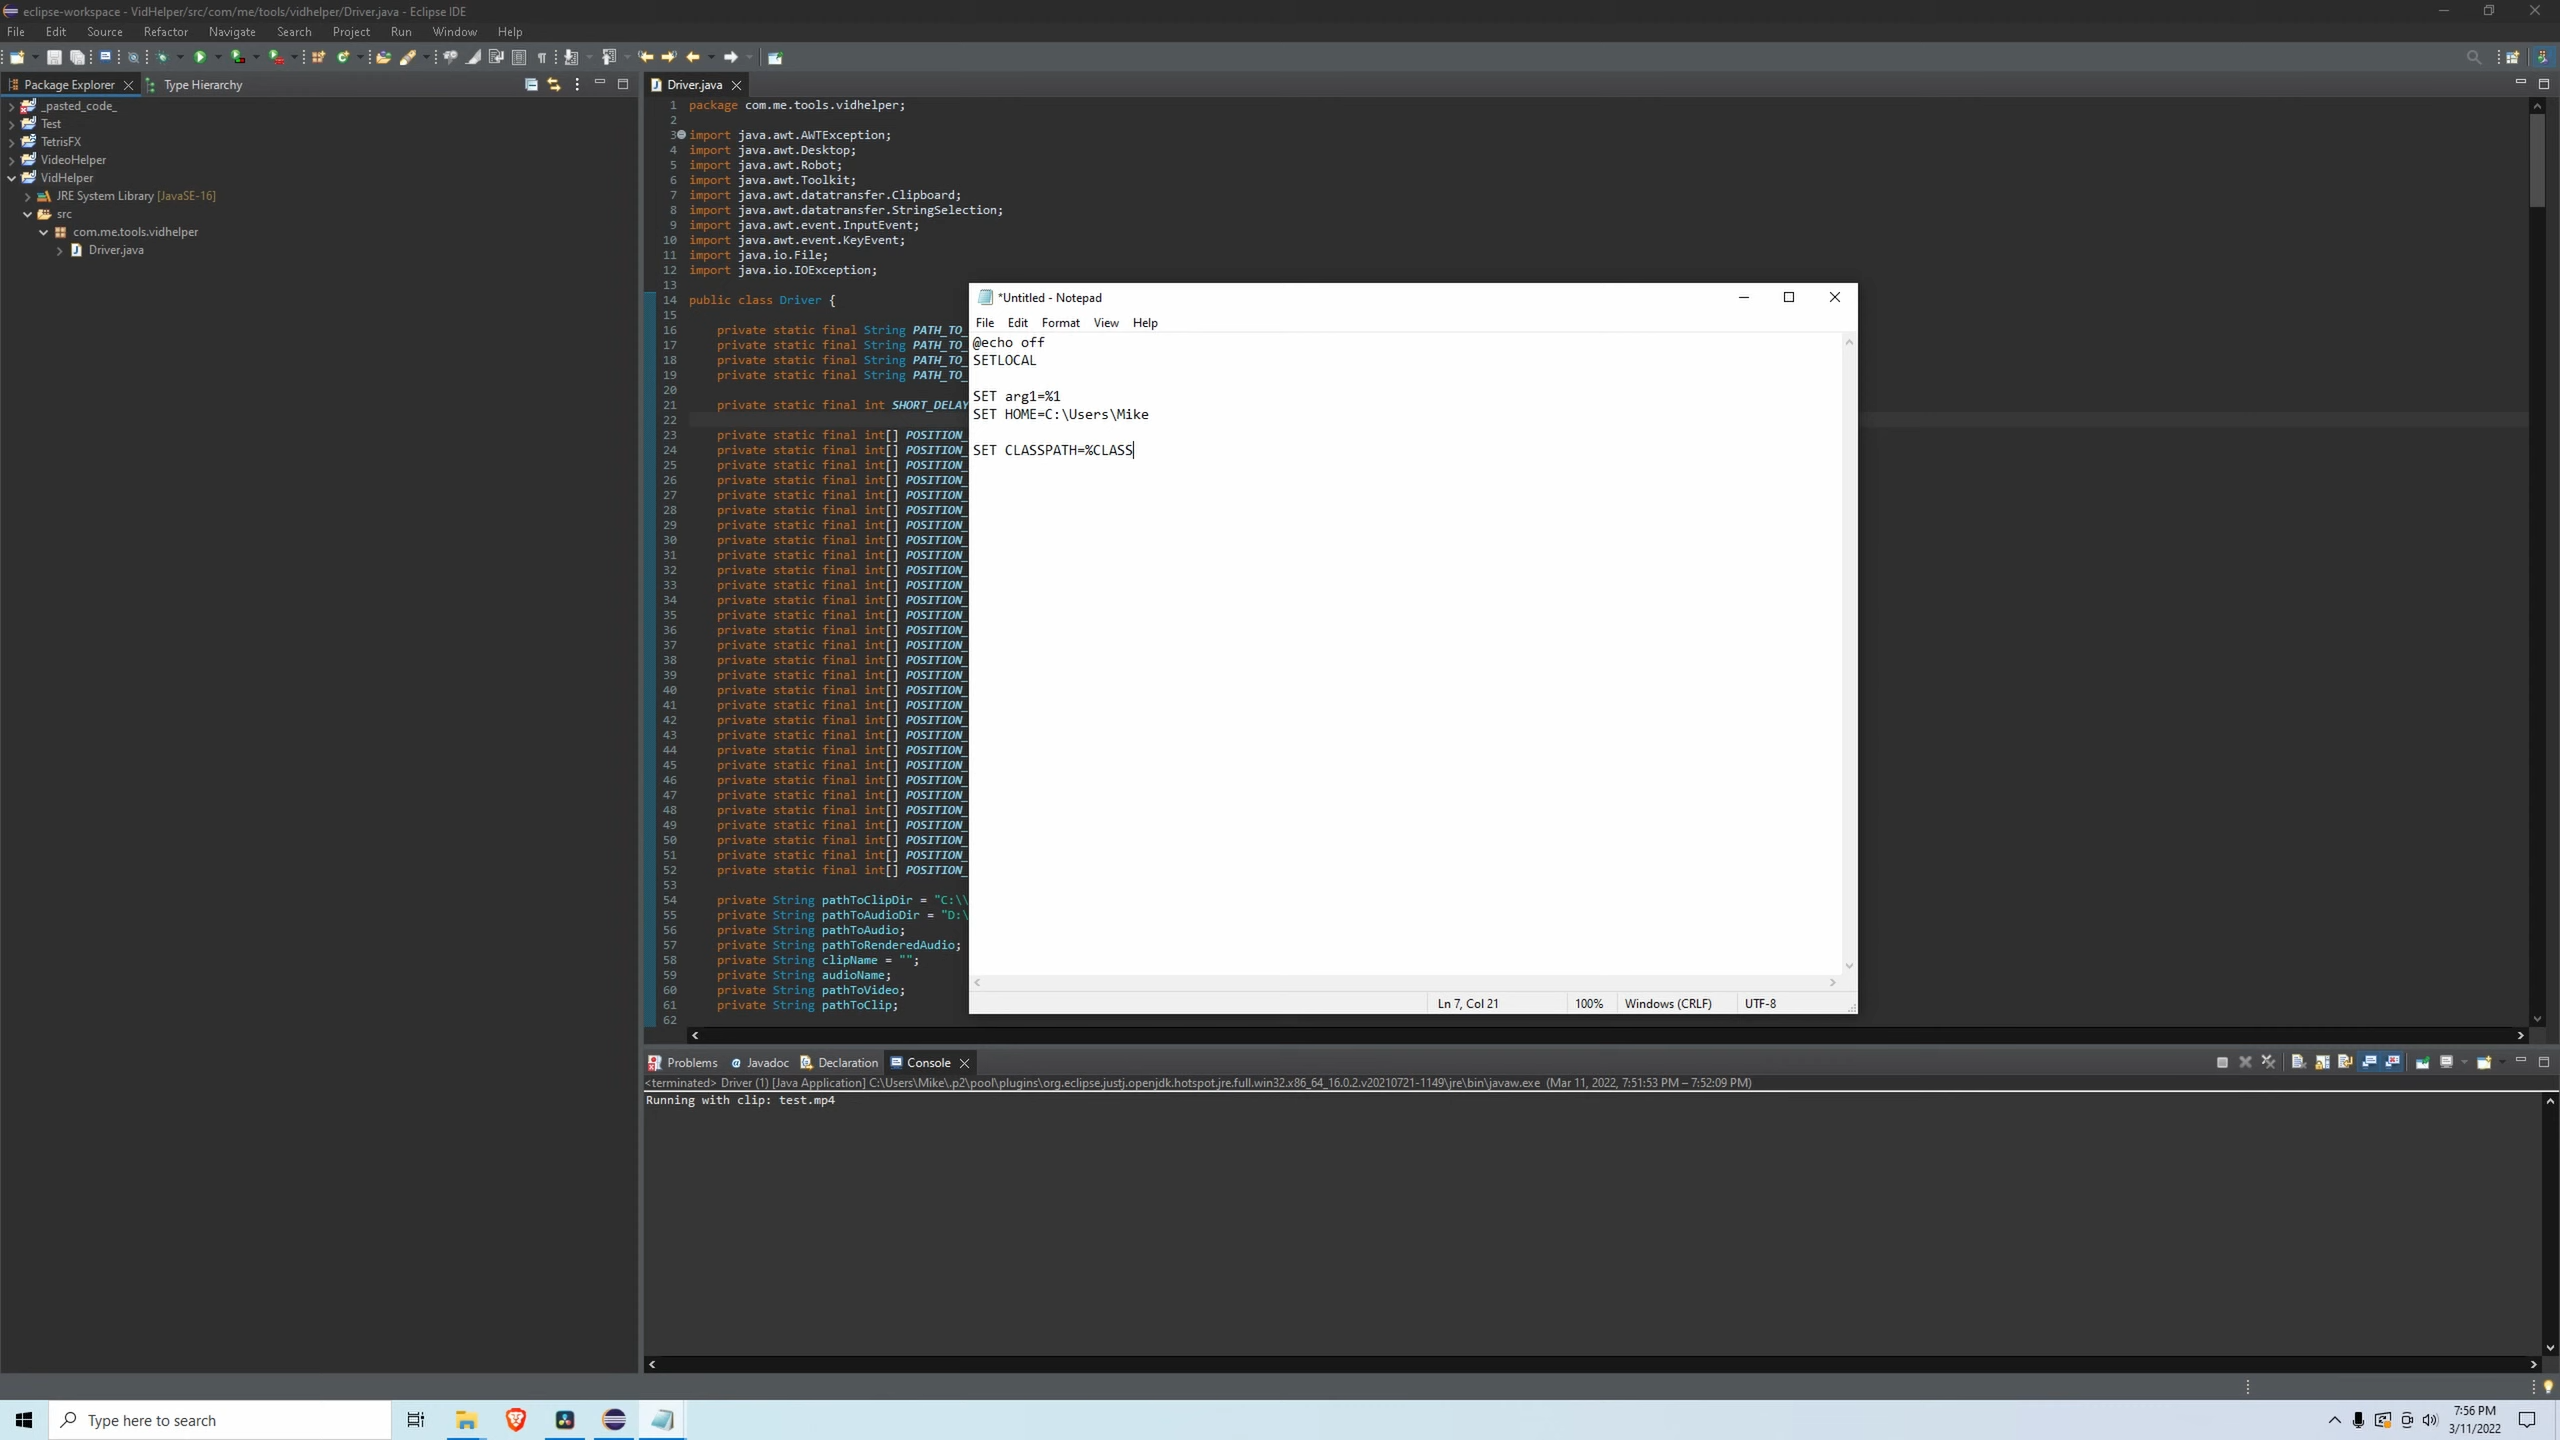 eclipse-workspace - VidHelper/src/com/me/tools/vidhelper/Driver.java - Eclipse IDE
File Edit Source Refactor Navigate Search Project Run Window Help
Package Explorer
Type Hierarchy
_pasted_code_
Test
TetrisFX
VideoHelper
VidHelper
JRE System Library [JavaSE-16]
src
com.me.tools.vidhelper
Driver.java
Driver.java
1 package com.me.tools.vidhelper;
2
3 import java.awt.AWTException;
4 import java.awt.Desktop;
5 import java.awt.Robot;
6 import java.awt.Toolkit;
7 import java.awt.datatransfer.Clipboard;
8 import java.awt.datatransfer.StringSelection;
9 import java.awt.event.InputEvent;
10 import java.awt.event.KeyEvent;
11 import java.io.File;
12 import java.io.IOException;
13
14 public class Driver {
15
16 private static final String PATH_TO_
17 private static final String PATH_TO_
18 private static final String PATH_TO_
19 private static final String PATH_TO_
20
21 private static final int SHORT_DELAY
22
23 private static final int[] POSITION_
24 private static final int[] POSITION_
25 private static final int[] POSITION_
26 private static final int[] POSITION_
27 private static final int[] POSITION_
28 private static final int[] POSITION_
29 private static final int[] POSITION_
30 private static final int[] POSITION_
31 private static final int[] POSITION_
32 private static final int[] POSITION_
33 private static final int[] POSITION_
34 private static final int[] POSITION_
35 private static final int[] POSITION_
36 private static final int[] POSITION_
37 private static final int[] POSITION_
38 private static final int[] POSITION_
39 private static final int[] POSITION_
40 private static final int[] POSITION_
41 private static final int[] POSITION_
42 private static final int[] POSITION_
43 private static final int[] POSITION_
44 private static final int[] POSITION_
45 private static final int[] POSITION_
46 private static final int[] POSITION_
47 private static final int[] POSITION_
48 private static final int[] POSITION_
49 private static final int[] POSITION_
50 private static final int[] POSITION_
51 private static final int[] POSITION_
52 private static final int[] POSITION_
53
54 private String pathToClipDir = "C:\\
55 private String pathToAudioDir = "D:\
56 private String pathToAudio;
57 private String pathToRenderedAudio;
58 private String clipName = "";
59 private String audioName;
60 private String pathToVideo;
61 private String pathToClip;
62
*Untitled - Notepad
File Edit Format View Help
@echo off
SETLOCAL
SET arg1=%1
SET HOME=C:\Users\Mike
SET CLASSPATH=%CLASS
Ln 7, Col 21 100% Windows (CRLF) UTF-8
Problems Javadoc Declaration Console
<terminated> Driver (1) [Java Application] C:\Users\Mike\.p2\pool\plugins\org.eclipse.justj.openjdk.hotspot.jre.full.win32.x86_64_16.0.2.v20210721-1149\jre\bin\javaw.exe (Mar 11, 2022, 7:51:53 PM – 7:52:09 PM)
Running with clip: test.mp4
Type here to search
7:56 PM
3/11/2022